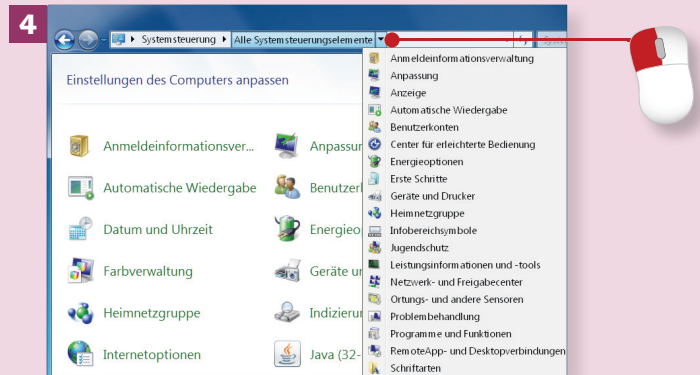 4
Systemsteuerung
Alle Systemsteuerungselemente
Einstellungen des Computers anpassen
Anmeldeinformationsver...
Anpassun
Automatische Wiedergabe
Benutzerk
Datum und Uhrzeit
Energieo
Farbverwaltung
Geräte un
Heimnetzgruppe
Indizierun
Internetoptionen
Java (32-
Anmeldeinformationsverwaltung
Anpassung
Anzeige
Automatische Wiedergabe
Benutzerkonten
Center für erleichterte Bedienung
Energieoptionen
Erste Schritte
Geräte und Drucker
Heimnetzgruppe
Infobereichsymbole
Jugendschutz
Leistungsinformationen und -tools
Netzwerk- und Freigabecenter
Ortungs- und andere Sensoren
Problembehandlung
Programme und Funktionen
RemoteApp- und Desktopverbindungen
Schriftarten